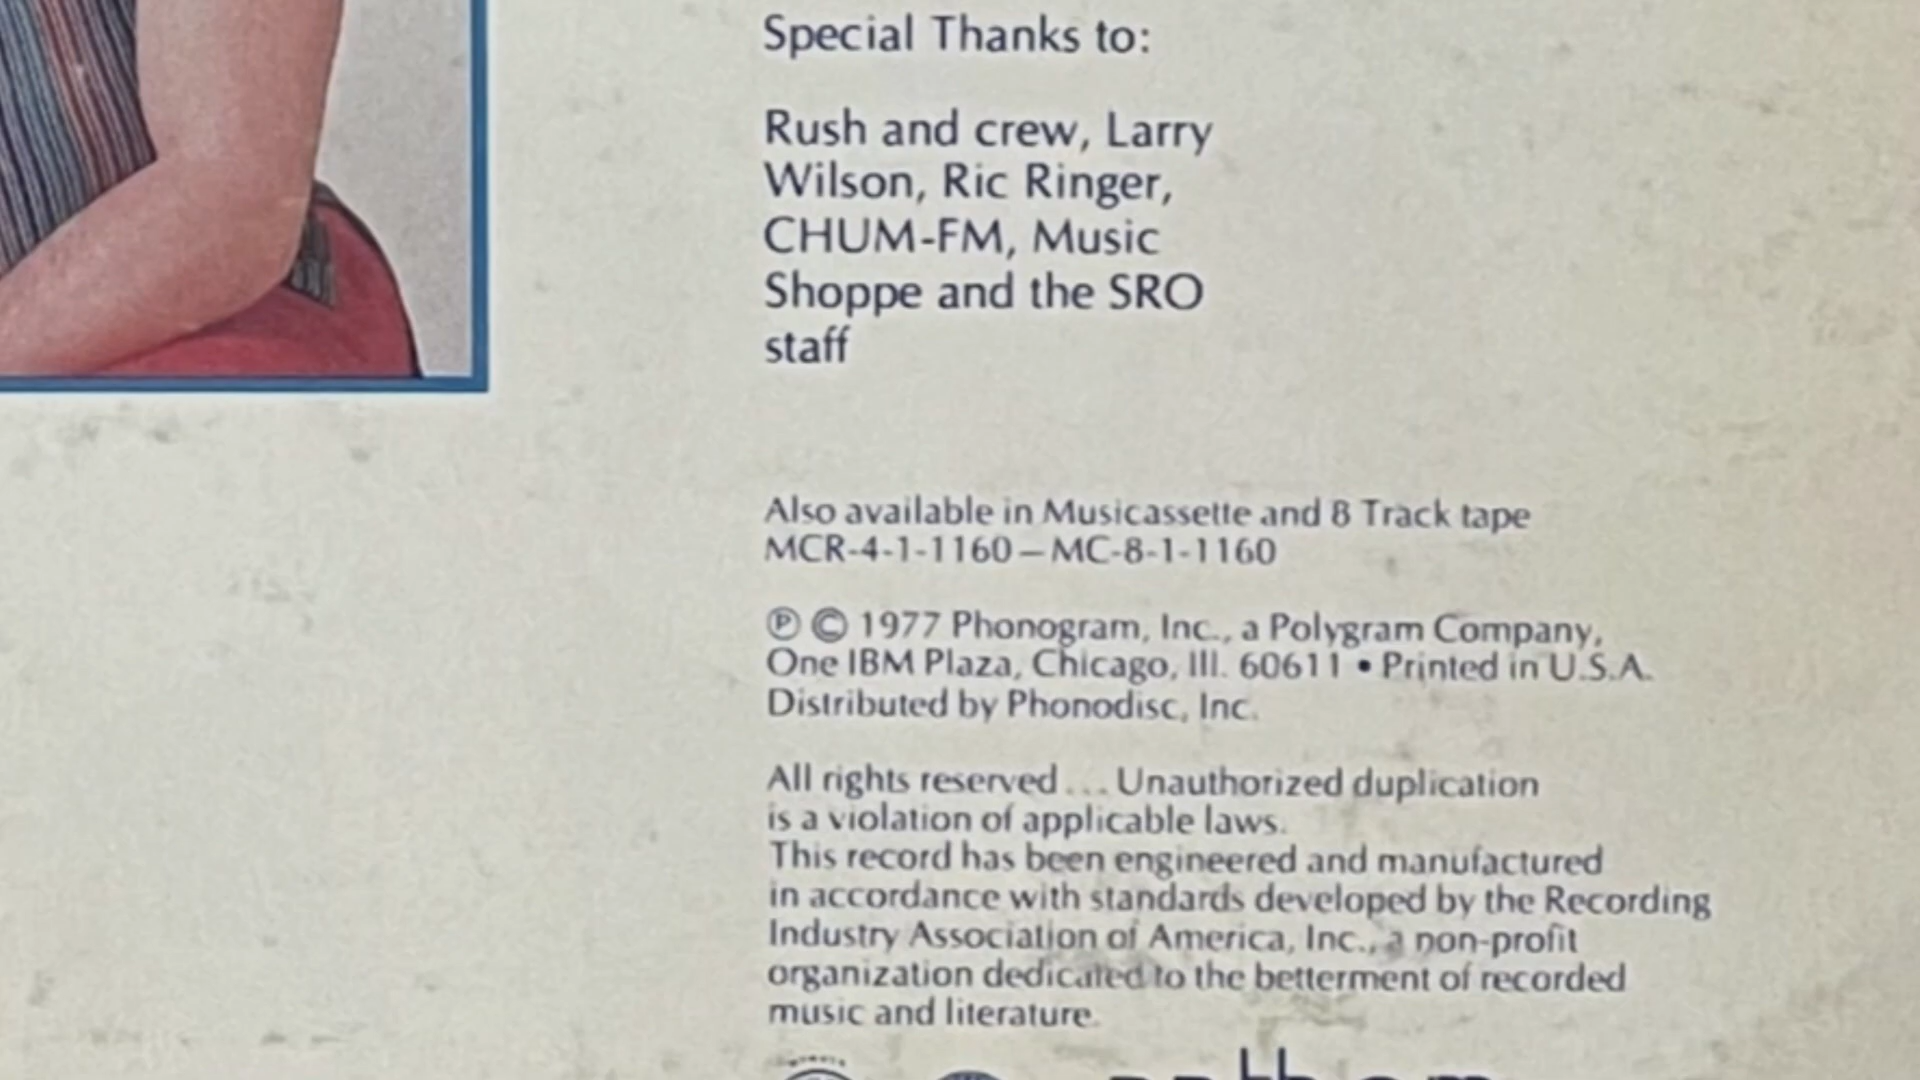 Special Thanks to:
Rush and crew, Larry
Wilson, Ric Ringer,
CHUM-FM, Music
Shoppe and the SRO
staff
Also available in Musicassette and 8 Track tape
MCR-4-1-1160 – MC-8-1-1160
Ⓟ © 1977 Phonogram, Inc., a Polygram Company,
One IBM Plaza, Chicago, Ill. 60611 • Printed in U.S.A.
Distributed by Phonodisc, Inc.
All rights reserved... Unauthorized duplication
is a violation of applicable laws.
This record has been engineered and manufactured
in accordance with standards developed by the Recording
Industry Association of America, Inc., a non-profit
organization dedicated to the betterment of recorded
music and literature.